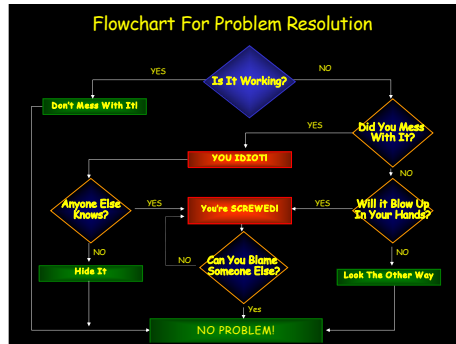 Flowchart For Problem Resolution
Is It Working?
YES
NO
Don't Mess With It!
Did You Mess
With It?
YES
NO
YOU IDIOT!
Anyone Else
Knows?
YES
You're SCREWED!
YES
Will it Blow Up
In Your Hands?
NO
NO
Can You Blame
Someone Else?
NO
Hide It
Look The Other Way
Yes
NO PROBLEM!